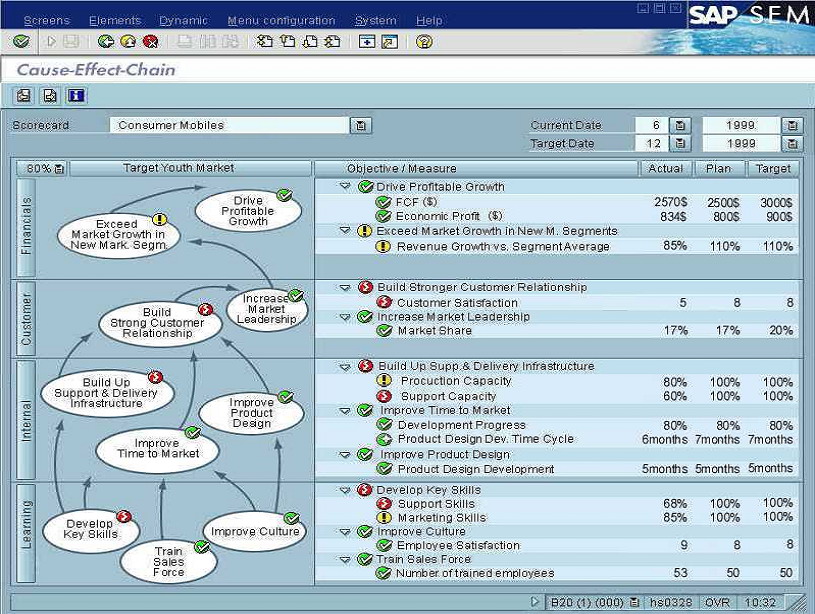 Screens Elements Dynamic Menu configuration System Help
SAP SEM
Cause-Effect-Chain
Scorecard Consumer Mobiles
Current Date 6 1999
Target Date 12 1999
80% Target Youth Market Objective / Measure Actual Plan Target
Financials
Drive
Profitable
Growth
Exceed
Market Growth in
New Mark. Segm.
Drive Profitable Growth
FCF ($) 2570$ 2500$ 3000$
Economic Profit ($) 834$ 800$ 900$
Exceed Market Growth in New M. Segments
Revenue Growth vs. Segment Average 85% 110% 110%
Customer
Increase
Market
Leadership
Build
Strong Customer
Relationship
Build Stronger Customer Relationship
Customer Satisfaction 5 8 8
Increase Market Leadership
Market Share 17% 17% 20%
Internal
Build Up
Support & Delivery
Infrastructure
Improve
Product
Design
Improve
Time to Market
Build Up Supp.& Delivery Infrastructure
Procuction Capacity 80% 100% 100%
Support Capacity 60% 100% 100%
Improve Time to Market
Development Progress 80% 80% 80%
Product Design Dev. Time Cycle 6months 7months 7months
Improve Product Design
Product Design Development 5months 5months 5months
Learning
Develop
Key Skills
Improve Culture
Train
Sales
Force
Develop Key Skills
Support Skills 68% 100% 100%
Marketing Skills 85% 100% 100%
Improve Culture
Employee Satisfaction 9 8 8
Train Sales Force
Number of trained employees 53 50 50
B20 (1) (000) hs0328 OVR 10:32